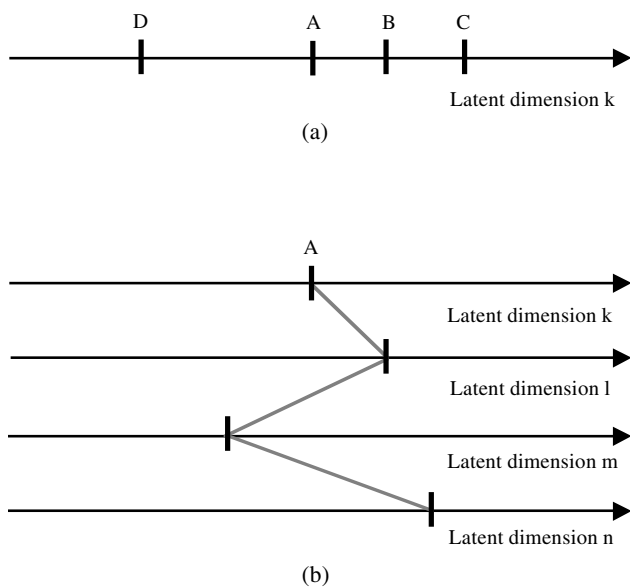 D A B C
Latent dimension k
(a)
A
Latent dimension k
Latent dimension l
Latent dimension m
Latent dimension n
(b)